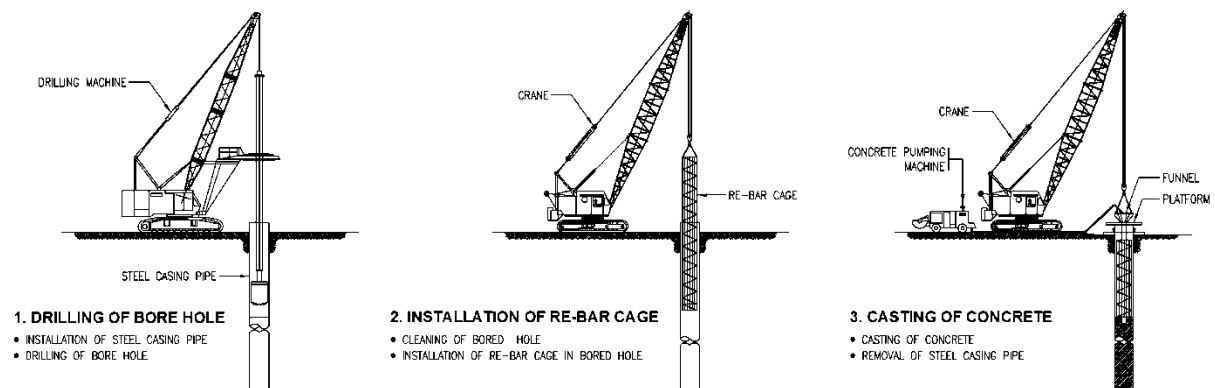 DRILLING MACHINE
STEEL CASING PIPE
1. DRILLING OF BORE HOLE
• INSTALLATION OF STEEL CASING PIPE
• DRILLING OF BORE HOLE
CRANE
RE-BAR CAGE
2. INSTALLATION OF RE-BAR CAGE
• CLEANING OF BORED HOLE
• INSTALLATION OF RE-BAR CAGE IN BORED HOLE
CRANE
CONCRETE PUMPING
MACHINE
FUNNEL
PLATFORM
3. CASTING OF CONCRETE
• CASTING OF CONCRETE
• REMOVAL OF STEEL CASING PIPE